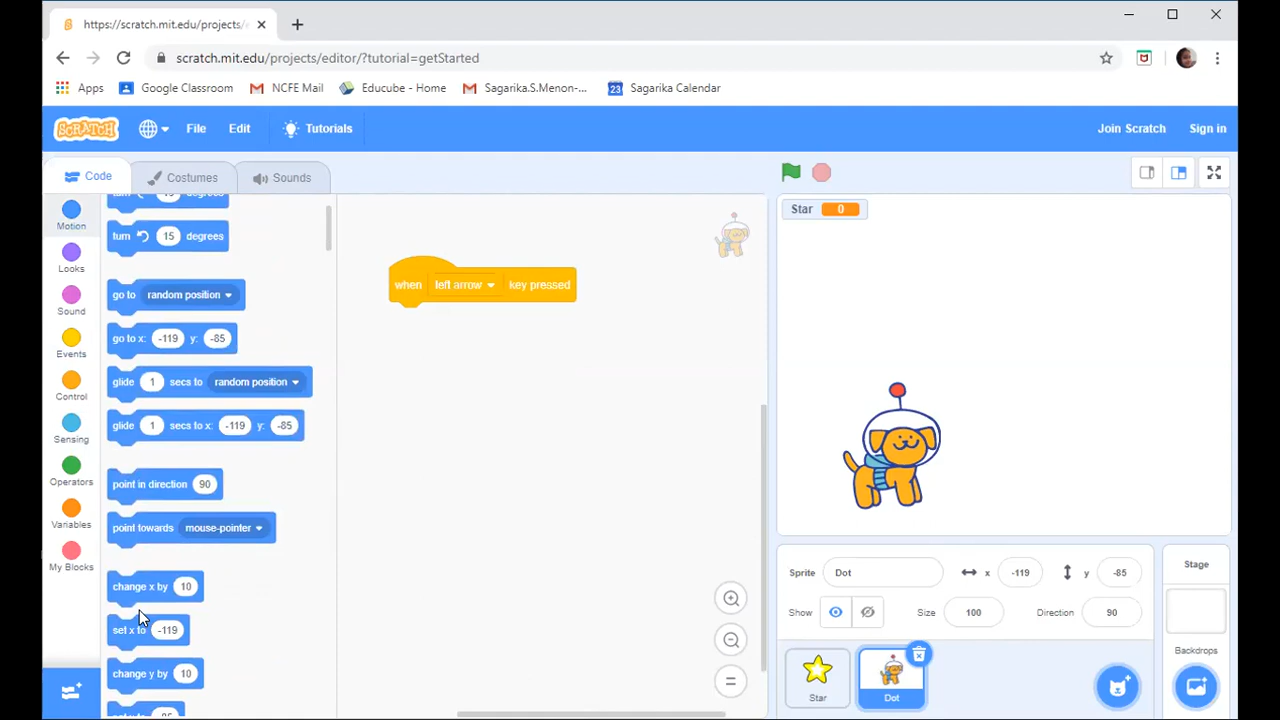 https://scratch.mit.edu/projects/e
scratch.mit.edu/projects/editor/?tutorial=getStarted
Apps Google Classroom NCFE Mail Educube - Home Sagarika.S.Menon-... 23 Sagarika Calendar
SCRATCH File Edit Tutorials Join Scratch Sign in
Code Costumes Sounds
turn 15 degrees
Motion
Looks
Sound
Events
Control
Sensing
Operators
Variables
My Blocks
turn 15 degrees
go to random position
go to x: -119 y: -85
glide 1 secs to random position
glide 1 secs to x: -119 y: -85
point in direction 90
point towards mouse-pointer
change x by 10
set x to -119
change y by 10
when left arrow key pressed
Star 0
Sprite Dot x -119 y -85
Show Size 100 Direction 90
Star
Dot
Stage
Backdrops